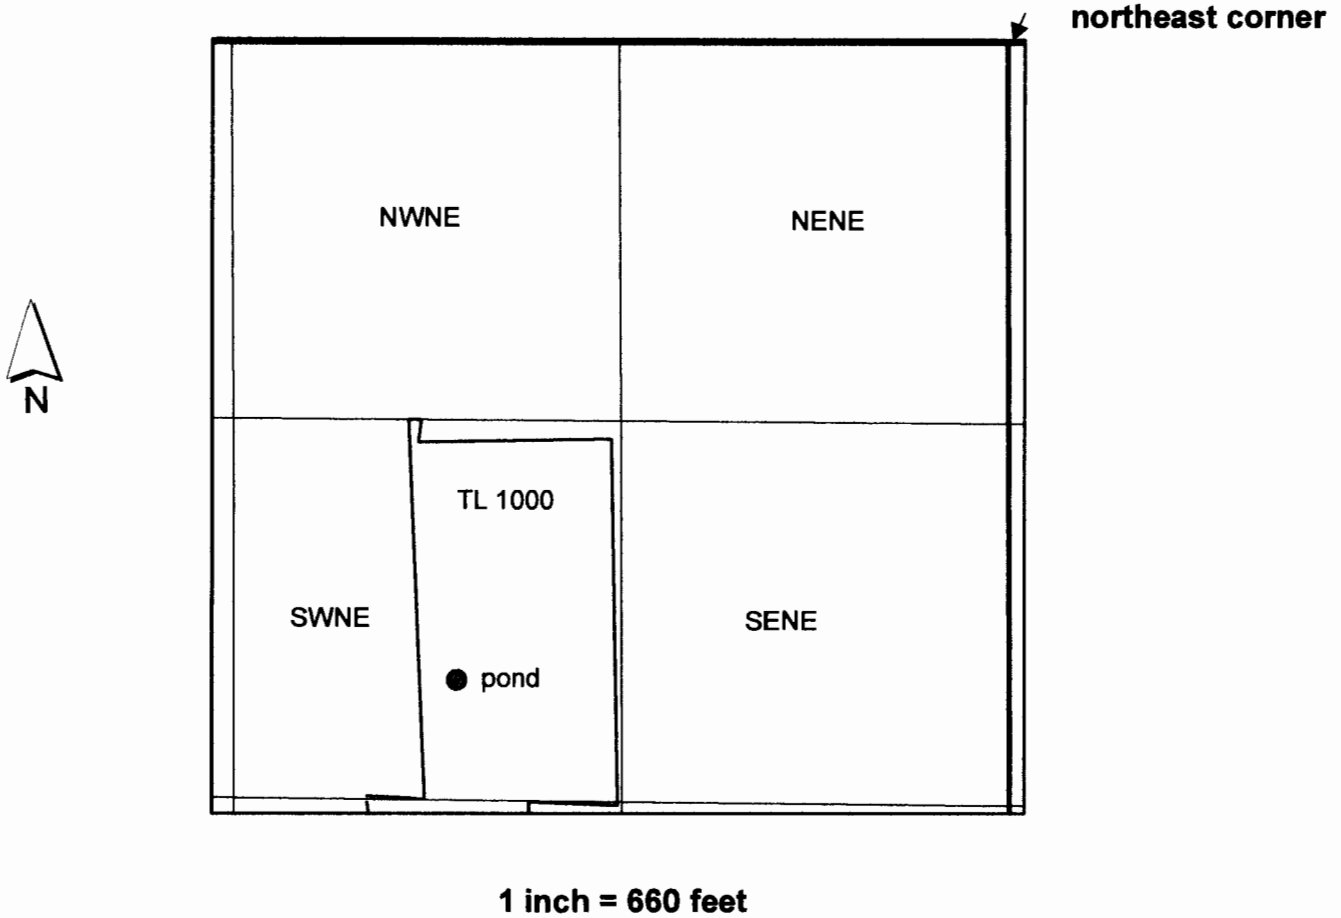 northeast corner
NWNE
NENE
N
TL 1000
SWNE
SENE
pond
1 inch = 660 feet